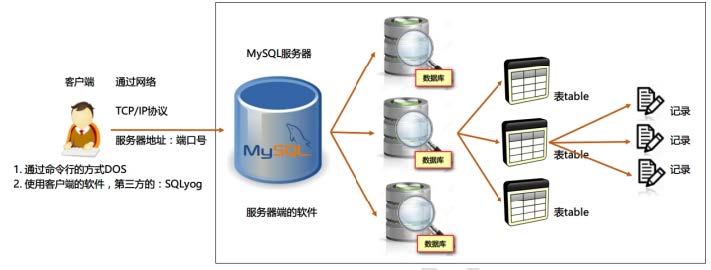 客户端
通过网络
TCP/IP协议
服务器地址：端口号
1. 通过命令行的方式DOS
2. 使用客户端的软件，第三方的：SQLyog
MySQL服务器
MySQL
服务器端的软件
数据库
数据库
数据库
表table
表table
表table
记录
记录
记录